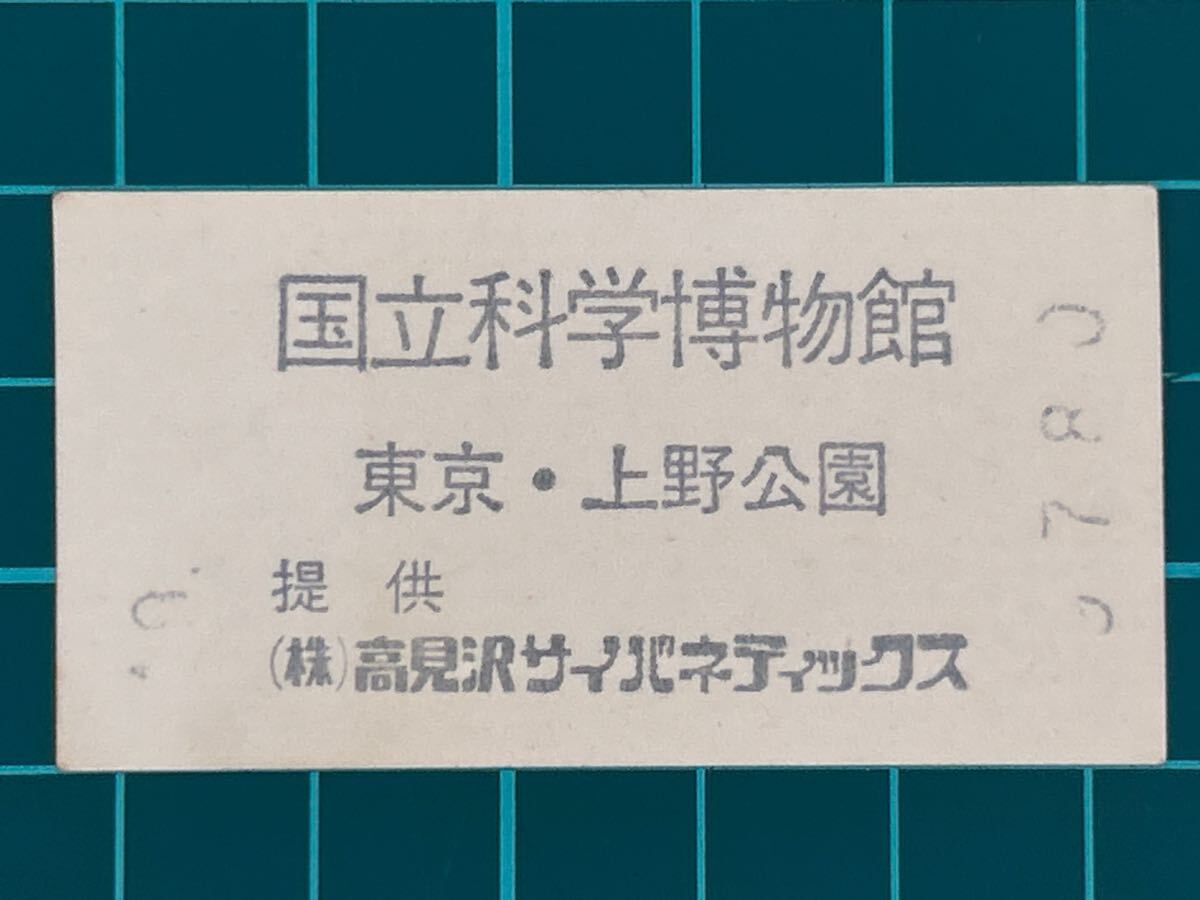 国立科学博物館
東京・上野公園
提 供
(株)高見沢サイバネティックス